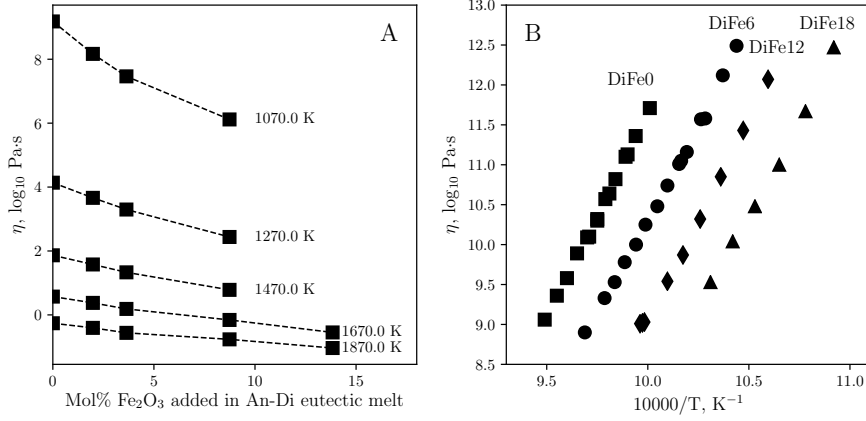 A
8
6
4
2
0
η, log₁₀ Pa·s
1070.0 K
1270.0 K
1470.0 K
1670.0 K
1870.0 K
0
5
10
15
Mol% Fe₂O₃ added in An-Di eutectic melt
B
13.0
12.5
12.0
11.5
11.0
10.5
10.0
9.5
9.0
8.5
η, log₁₀ Pa·s
DiFe0
DiFe6
DiFe12
DiFe18
9.5
10.0
10.5
11.0
10000/T, K⁻¹